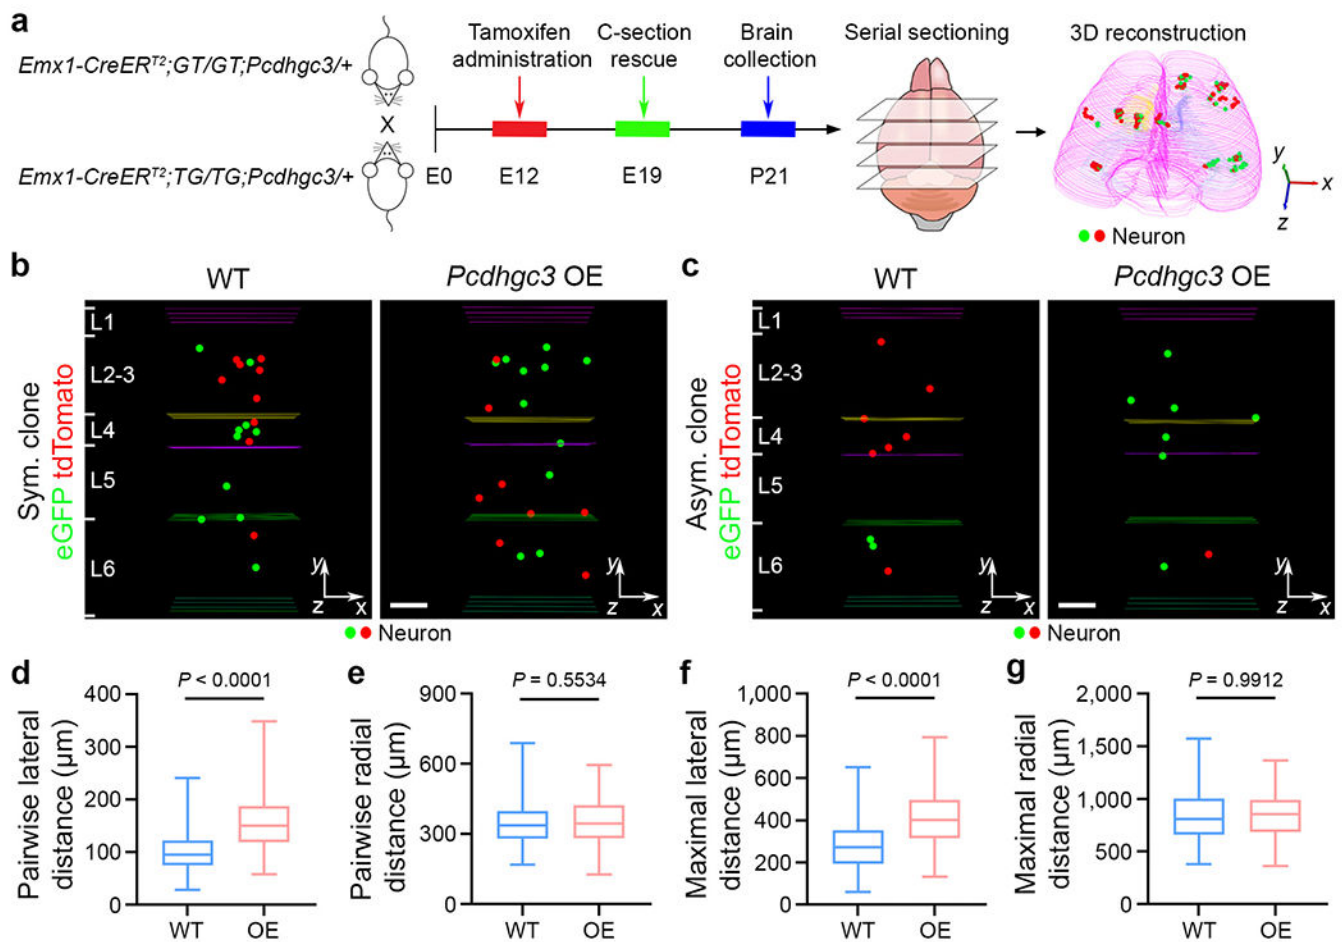 a
Emx1-CreERT2;GT/GT;Pcdhgc3/+
X
Emx1-CreERT2;TG/TG;Pcdhgc3/+
Tamoxifen administration
C-section rescue
Brain collection
E0
E12
E19
P21
Serial sectioning
3D reconstruction
y
x
z
Neuron
b
WT
Pcdhgc3 OE
Sym. clone
eGFP tdTomato
L1
L2-3
L4
L5
L6
y
z
x
y
z
x
Neuron
c
WT
Pcdhgc3 OE
Asym. clone
eGFP tdTomato
L1
L2-3
L4
L5
L6
y
z
x
y
z
x
Neuron
d
P < 0.0001
Pairwise lateral
distance (μm)
400
300
200
100
0
WT
OE
e
P = 0.5534
Pairwise radial
distance (μm)
900
600
300
0
WT
OE
f
P < 0.0001
Maximal lateral
distance (μm)
1,000
800
600
400
200
0
WT
OE
g
P = 0.9912
Maximal radial
distance (μm)
2,000
1,500
1,000
500
0
WT
OE